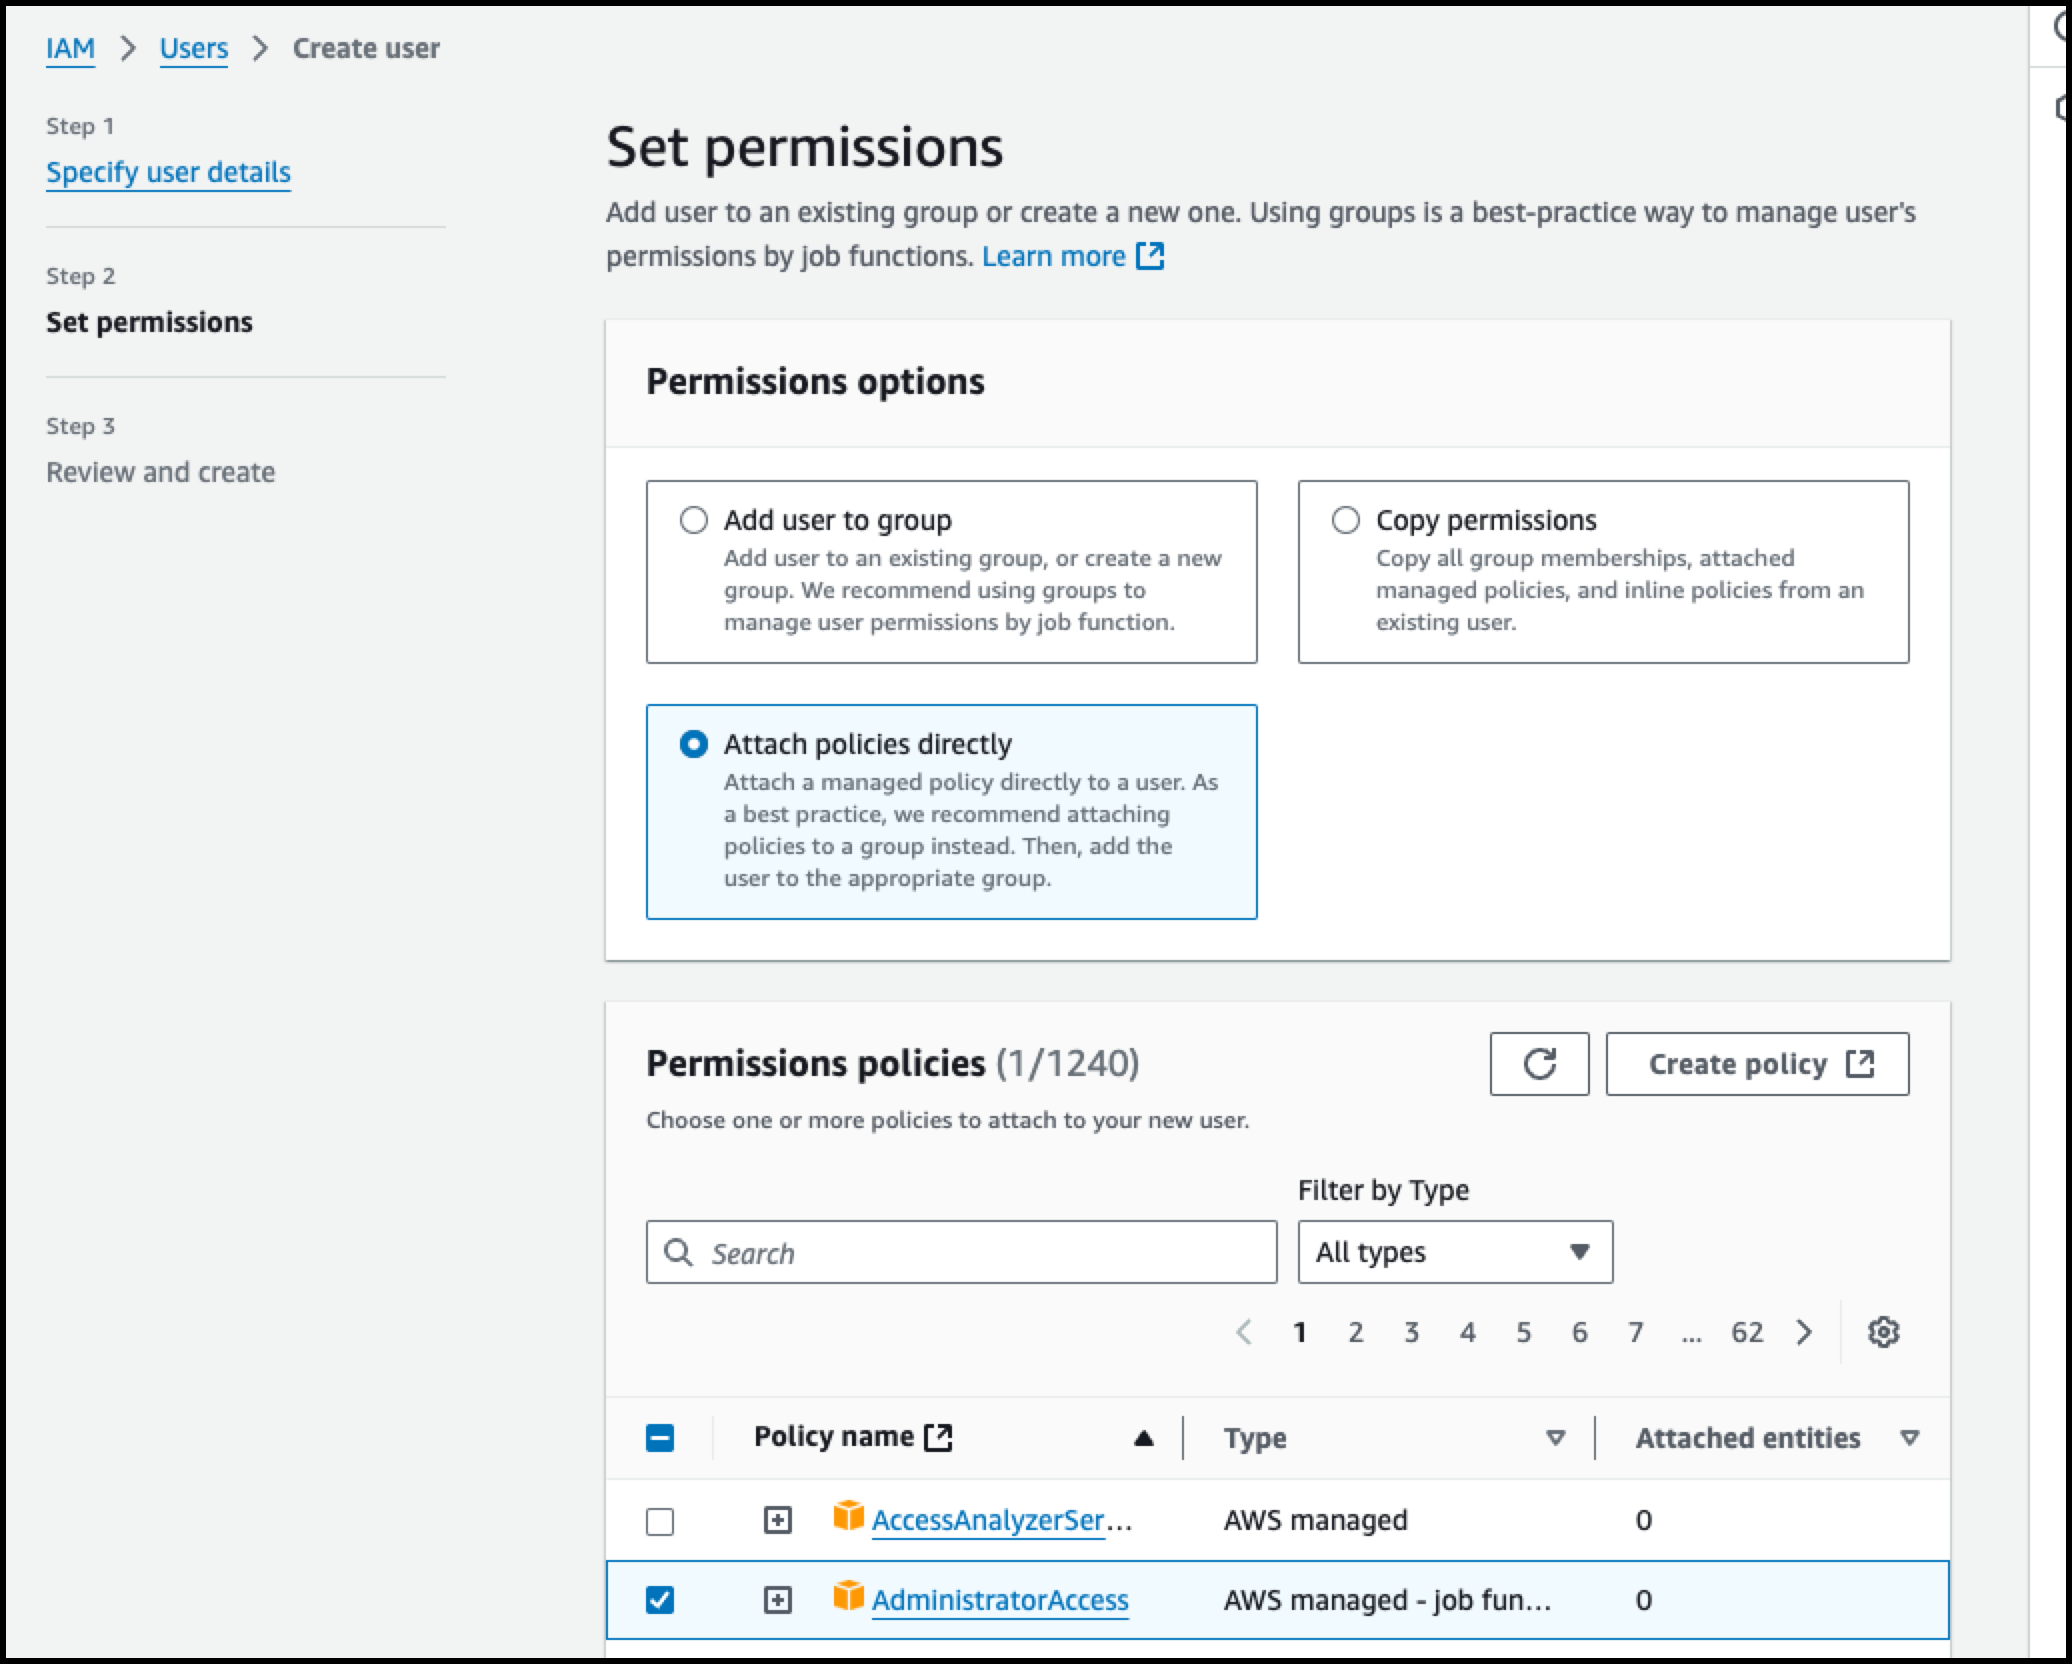 IAM > Users > Create user
Step 1
Specify user details
Step 2
Set permissions
Step 3
Review and create
Set permissions
Add user to an existing group or create a new one. Using groups is a best-practice way to manage user's
permissions by job functions. Learn more
Permissions options
Add user to group
Add user to an existing group, or create a new
group. We recommend using groups to
manage user permissions by job function.
Copy permissions
Copy all group memberships, attached
managed policies, and inline policies from an
existing user.
Attach policies directly
Attach a managed policy directly to a user. As
a best practice, we recommend attaching
policies to a group instead. Then, add the
user to the appropriate group.
Permissions policies (1/1240)
Create policy
Choose one or more policies to attach to your new user.
Filter by Type
Search
All types
1 2 3 4 5 6 7 ... 62
Policy name Type Attached entities
AccessAnalyzerSer... AWS managed 0
AdministratorAccess AWS managed - job fun... 0